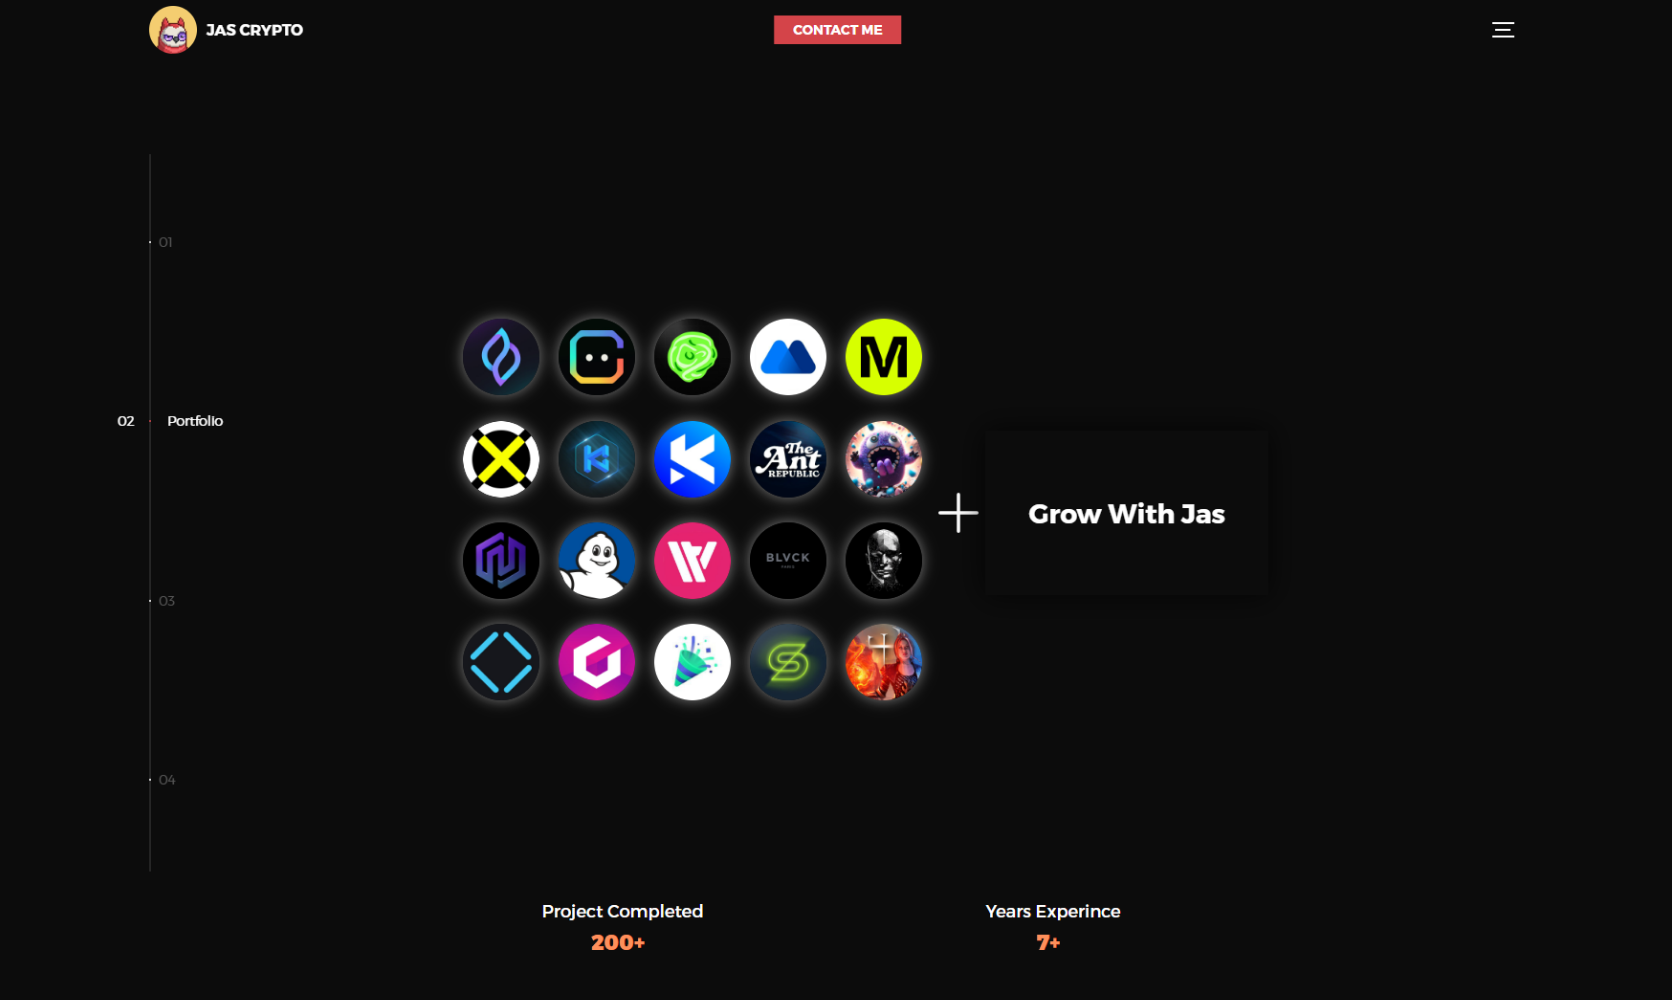 JAS CRYPTO
CONTACT ME
01
02 Portfolio
03
04
M
The
Ant
REPUBLIC
BLVCK
PARIS
Grow With Jas
Project Completed
200+
Years Experince
7+